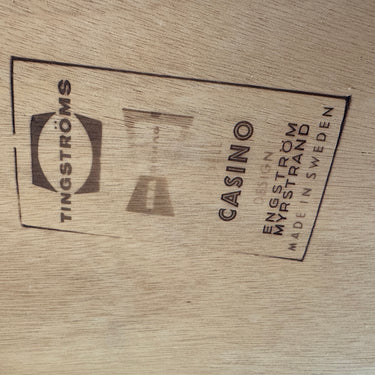 TINGSTRÖMS
CASINO
DESIGN
ENGSTRÖM
MYRSTRAND
MADE IN SWEDEN